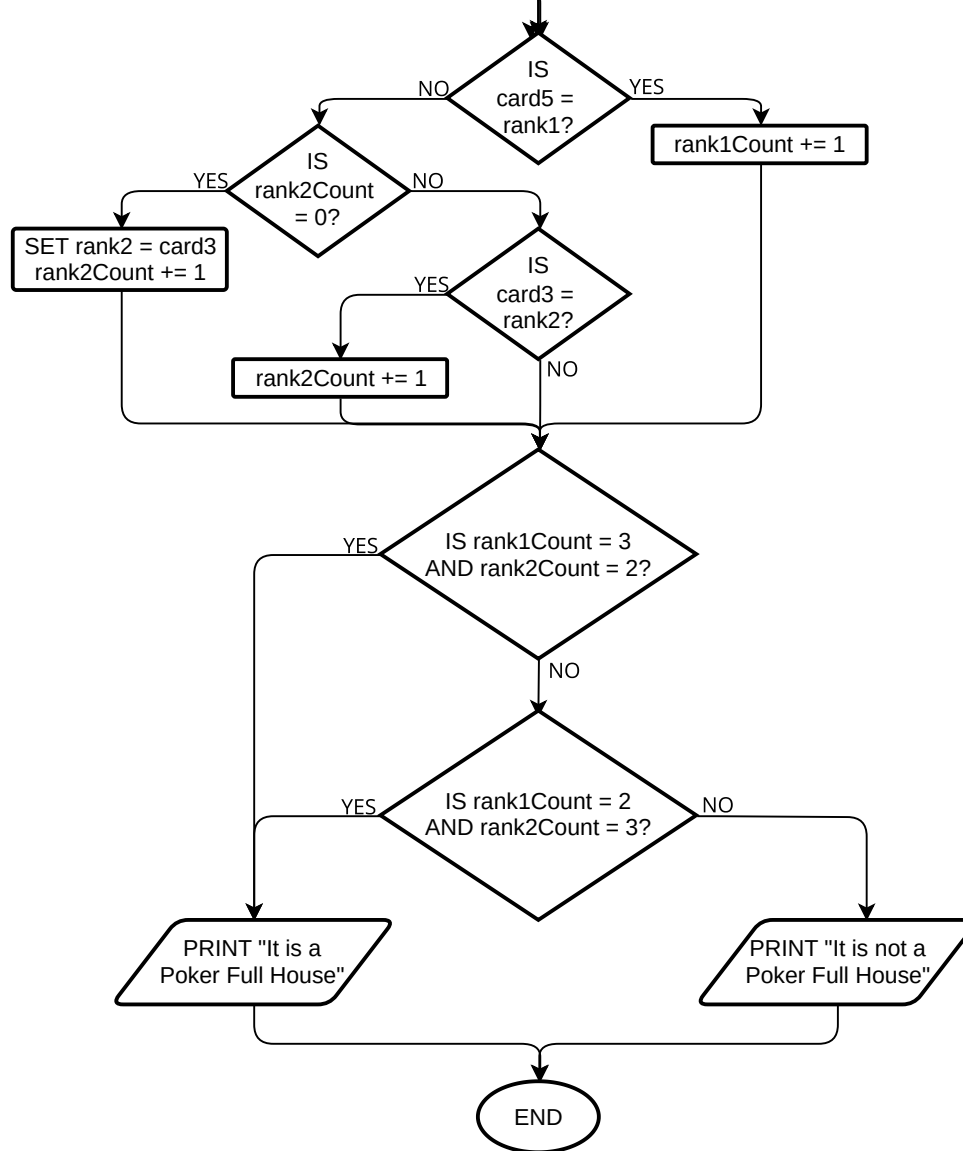 IS
card5 =
rank1?
NO
YES
rank1Count += 1
IS
rank2Count
= 0?
YES
NO
SET rank2 = card3
rank2Count += 1
IS
card3 =
rank2?
YES
NO
rank2Count += 1
IS rank1Count = 3
AND rank2Count = 2?
YES
NO
IS rank1Count = 2
AND rank2Count = 3?
YES
NO
PRINT "It is a
Poker Full House"
PRINT "It is not a
Poker Full House"
END